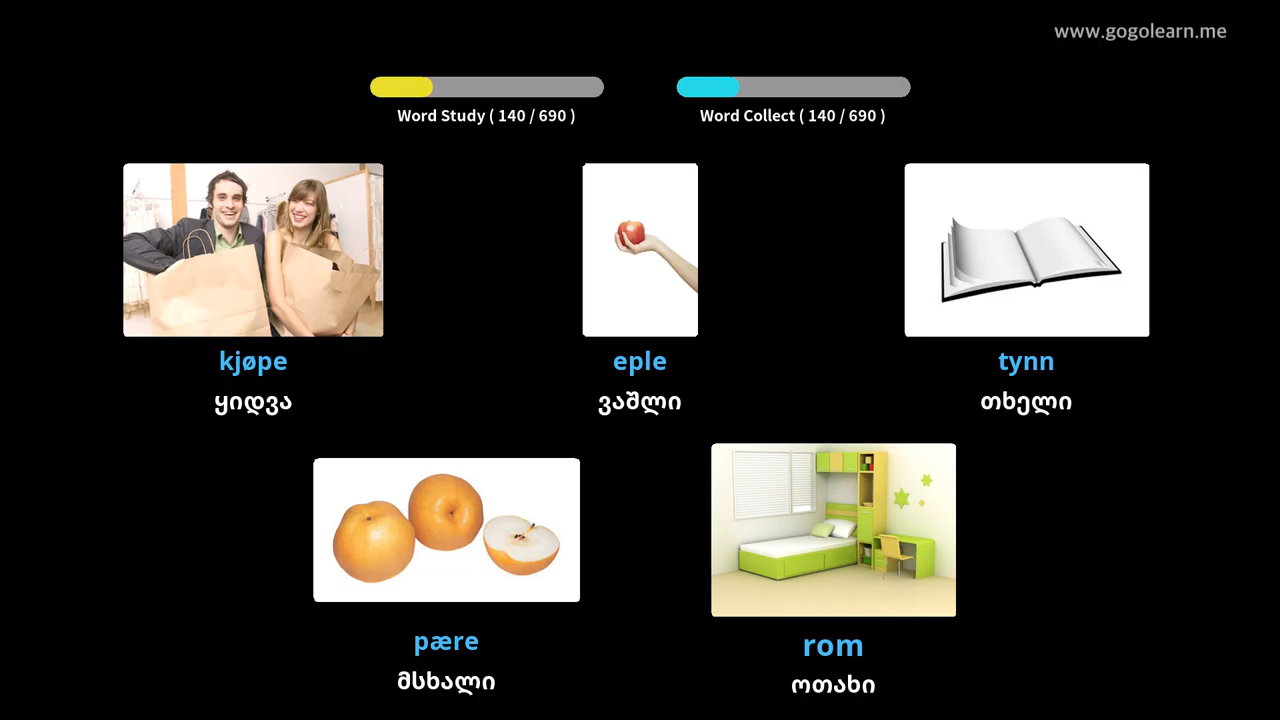 www.gogolearn.me
Word Study ( 140 / 690 )
Word Collect ( 140 / 690 )
kjøpe
ყიდვა
eple
ვაშლი
tynn
თხელი
pære
მსხალი
rom
ოთახი